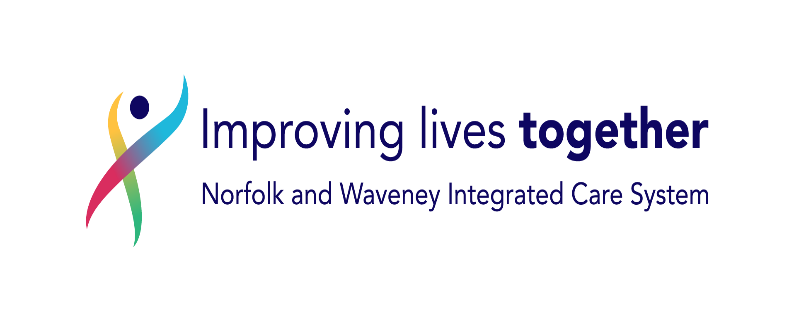 Improving lives together
Norfolk and Waveney Integrated Care System